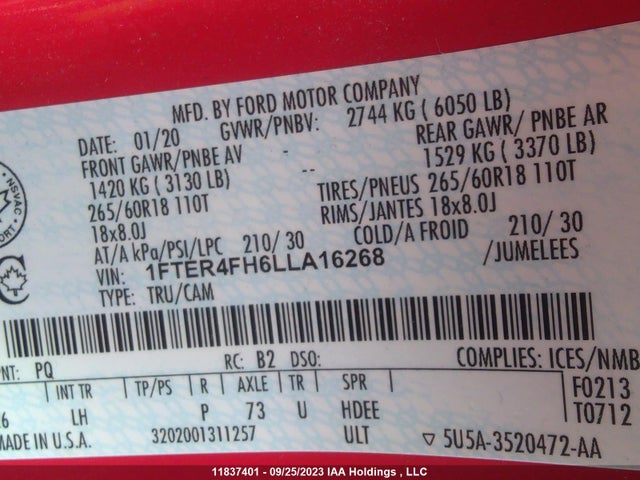 MFD. BY FORD MOTOR COMPANY
DATE: 01/20 GVWR/PNBV: 2744 KG ( 6050 LB)
FRONT GAWR/PNBE AV - REAR GAWR/ PNBE AR
1420 KG ( 3130 LB) -- 1529 KG ( 3370 LB)
265/60R18 110T TIRES/PNEUS 265/60R18 110T
18x8.0J RIMS/JANTES 18x8.0J
AT/A kPa/PSI/LPC 210/ 30 COLD/A FROID 210/ 30
VIN: 1FTER4FH6LLA16268 /JUMELEES
TYPE: TRU/CAM
NSVAC
PNT: PQ RC: B2 DSO: COMPLIES: ICES/NMB
INT TR TP/PS R AXLE TR SPR F0213
LH P 73 U HDEE T0712
MADE IN U.S.A. 3202001311257 ULT 5U5A-3520472-AA
11837401 - 09/25/2023 IAA Holdings , LLC